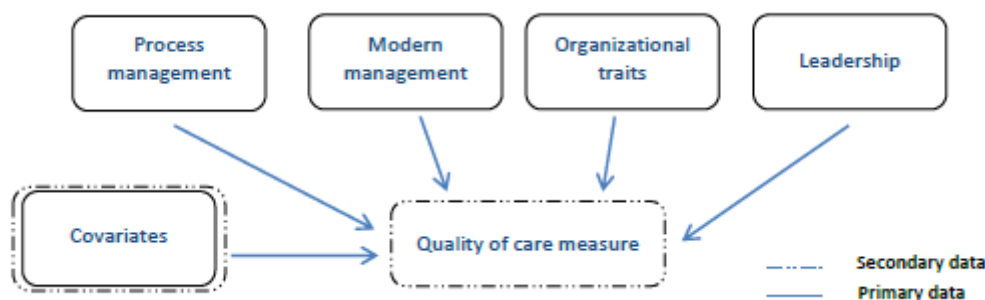 Process
management
Modern
management
Organizational
traits
Leadership
Covariates
Quality of care measure
Secondary data
Primary data